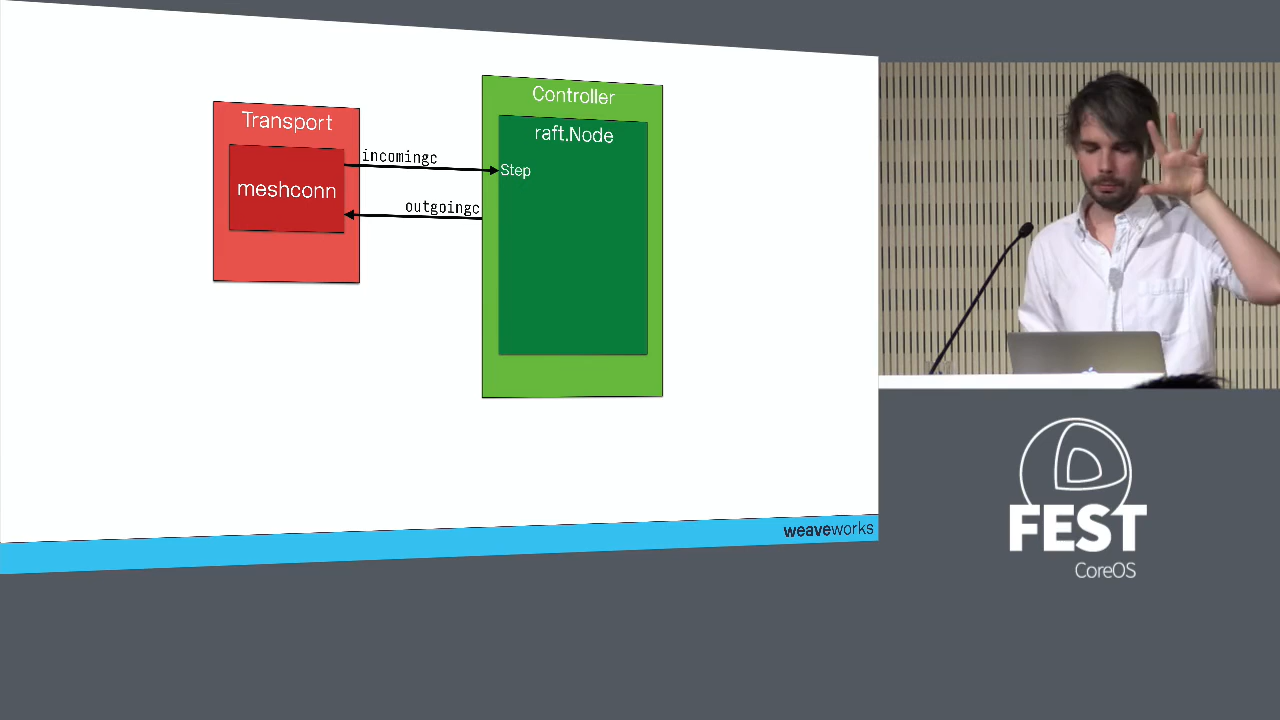 Transport
meshconn
incomingc
outgoingc
Controller
raft.Node
Step
weaveworks
FEST
CoreOS